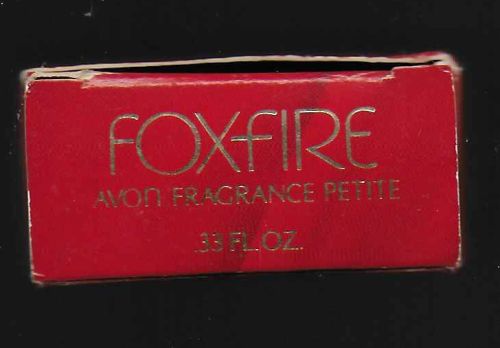 FOXFIRE
AVON FRAGRANCE PETITE
.33 FL. OZ.